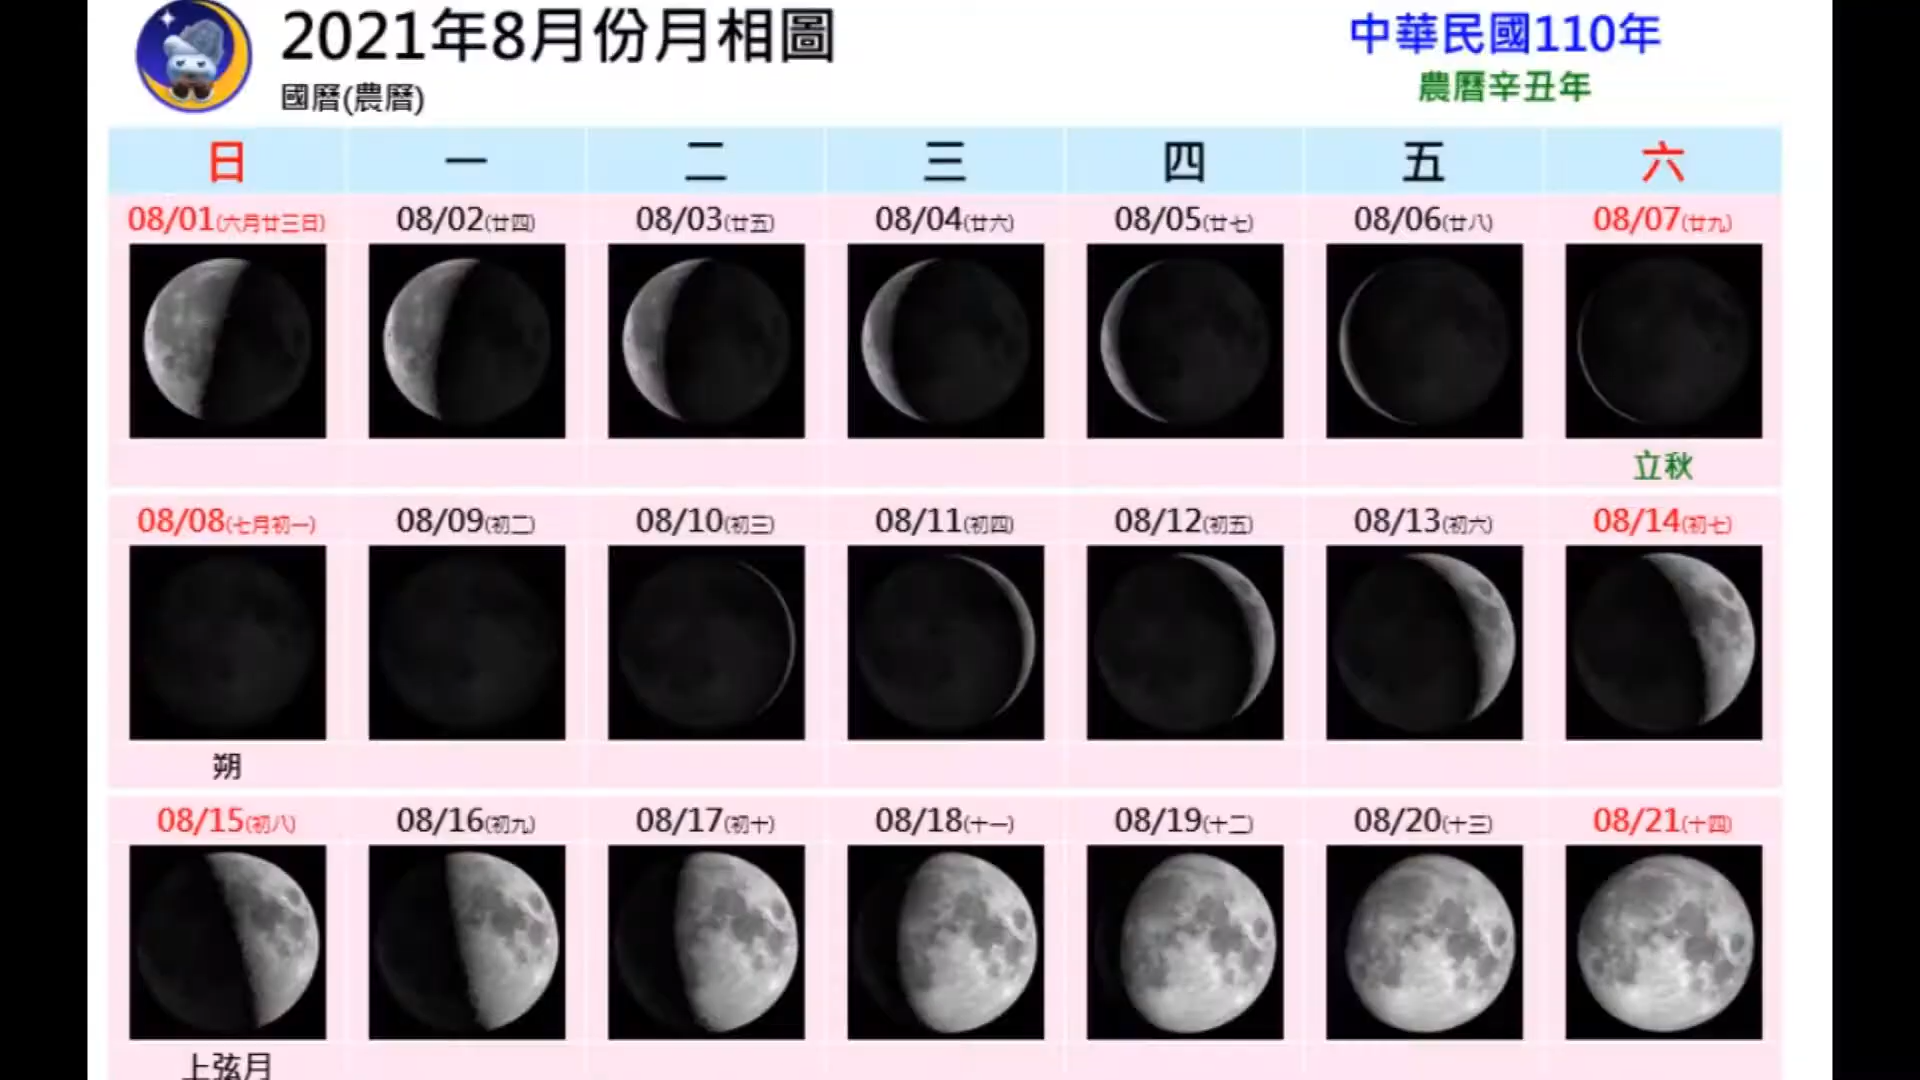 2021年8月份月相圖
國曆(農曆)
中華民國110年
農曆辛丑年
日 一 二 三 四 五 六
08/01(六月廿三日) 08/02(廿四) 08/03(廿五) 08/04(廿六) 08/05(廿七) 08/06(廿八) 08/07(廿九)
立秋
08/08(七月初一) 08/09(初二) 08/10(初三) 08/11(初四) 08/12(初五) 08/13(初六) 08/14(初七)
朔
08/15(初八) 08/16(初九) 08/17(初十) 08/18(十一) 08/19(十二) 08/20(十三) 08/21(十四)
上弦月